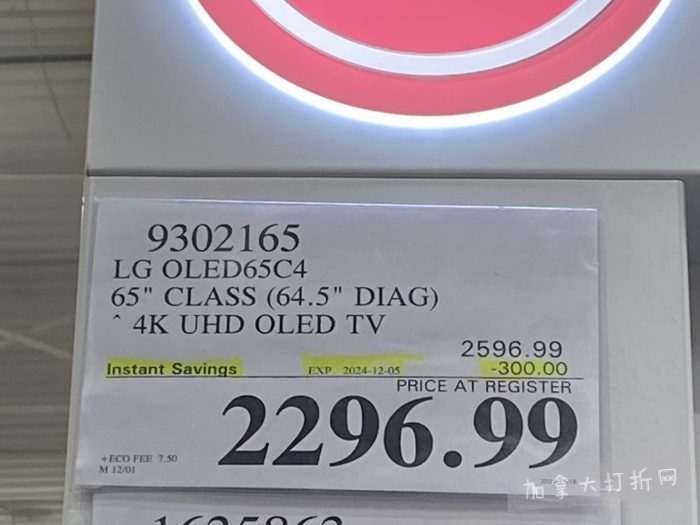 9302165
LG OLED65C4
65" CLASS (64.5" DIAG)
^ 4K UHD OLED TV
2596.99
Instant Savings EXP. 2024-12-05 -300.00
PRICE AT REGISTER
2296.99
+ECO FEE 7.50
M 12/01
加拿大打折网